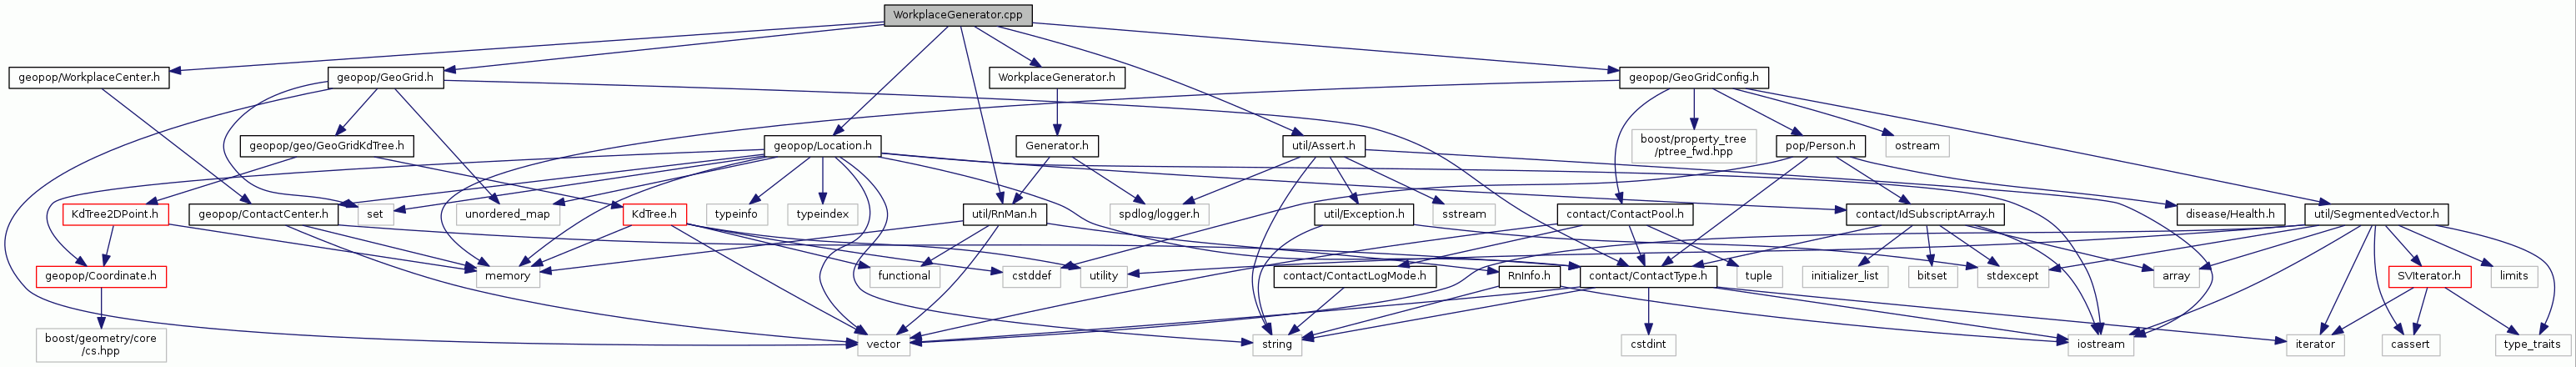 WorkplaceGenerator.cpp
geopop/WorkplaceCenter.h
geopop/GeoGrid.h
WorkplaceGenerator.h
geopop/GeoGridConfig.h
geopop/geo/GeoGridKdTree.h
geopop/Location.h
Generator.h
util/Assert.h
boost/property_tree
/ptree_fwd.hpp
pop/Person.h
ostream
KdTree2DPoint.h
geopop/ContactCenter.h
set
unordered_map
KdTree.h
typeinfo
typeindex
util/RnMan.h
spdlog/logger.h
util/Exception.h
sstream
contact/ContactPool.h
contact/IdSubscriptArray.h
disease/Health.h
util/SegmentedVector.h
geopop/Coordinate.h
memory
functional
cstddef
utility
contact/ContactLogMode.h
RnInfo.h
contact/ContactType.h
tuple
initializer_list
bitset
stdexcept
array
SVIterator.h
limits
boost/geometry/core
/cs.hpp
vector
string
cstdint
iostream
iterator
cassert
type_traits